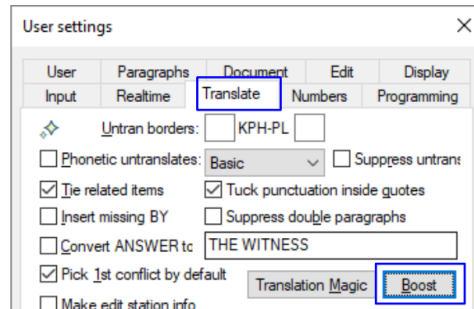 User settings
User Paragraphs Document Edit Display
Input Realtime Translate Numbers Programming
Untran borders: KPH-PL
Phonetic untranslates: Basic Suppress untrans
Tie related items Tuck punctuation inside quotes
Insert missing BY Suppress double paragraphs
Convert ANSWER to THE WITNESS
Pick 1st conflict by default Translation Magic Boost
Make edit station info